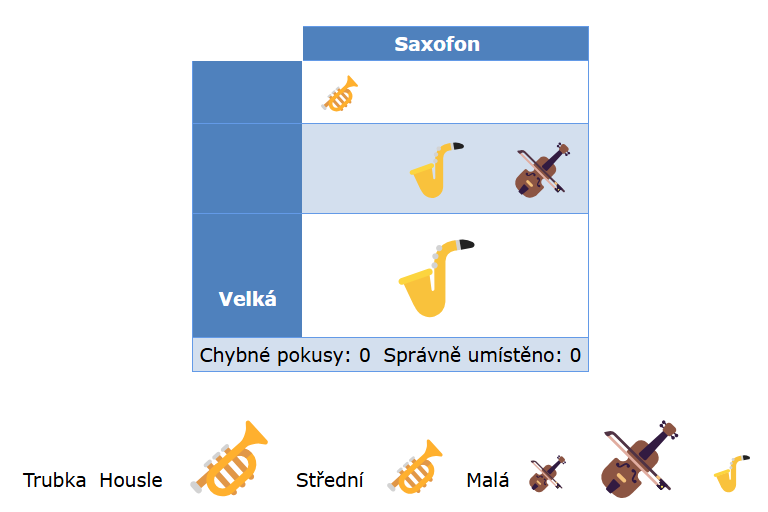 Saxofon
Velká
Chybné pokusy: 0 Správně umístěno: 0
Trubka Housle Střední Malá